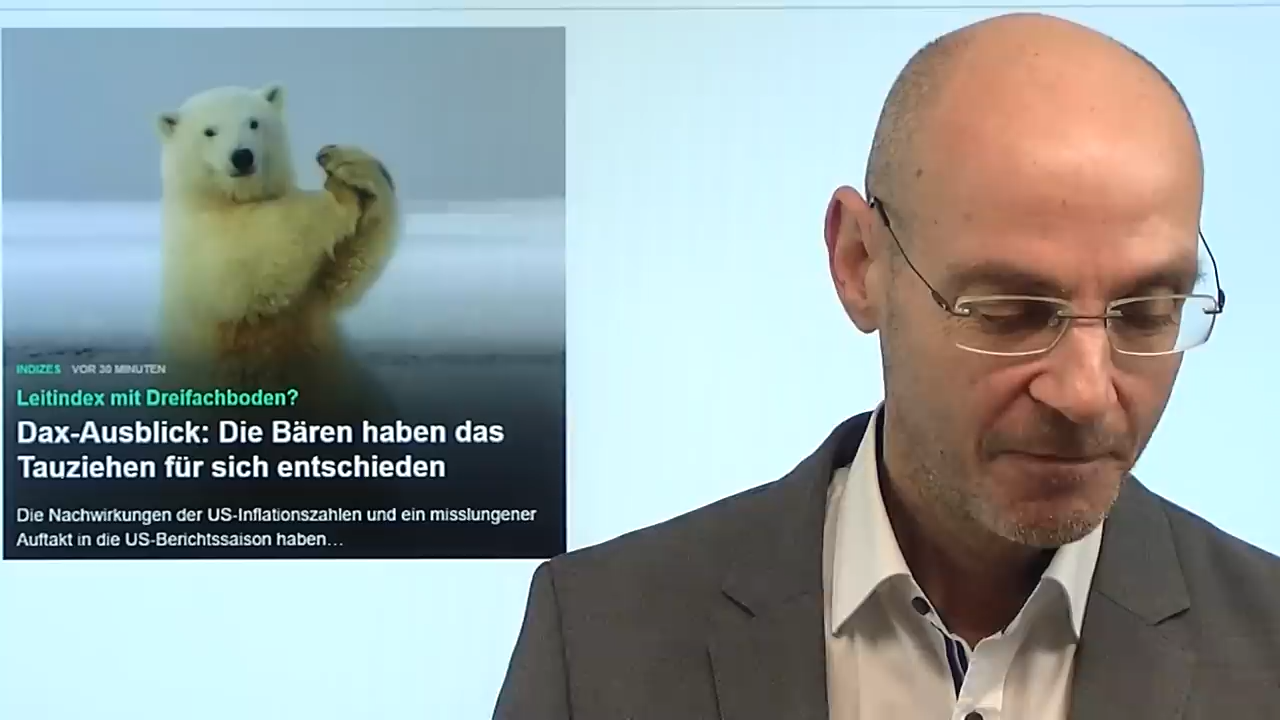 INDIZES VOR 30 MINUTEN
Leitindex mit Dreifachboden?
Dax-Ausblick: Die Bären haben das
Tauziehen für sich entschieden
Die Nachwirkungen der US-Inflationszahlen und ein misslungener
Auftakt in die US-Berichtssaison haben…